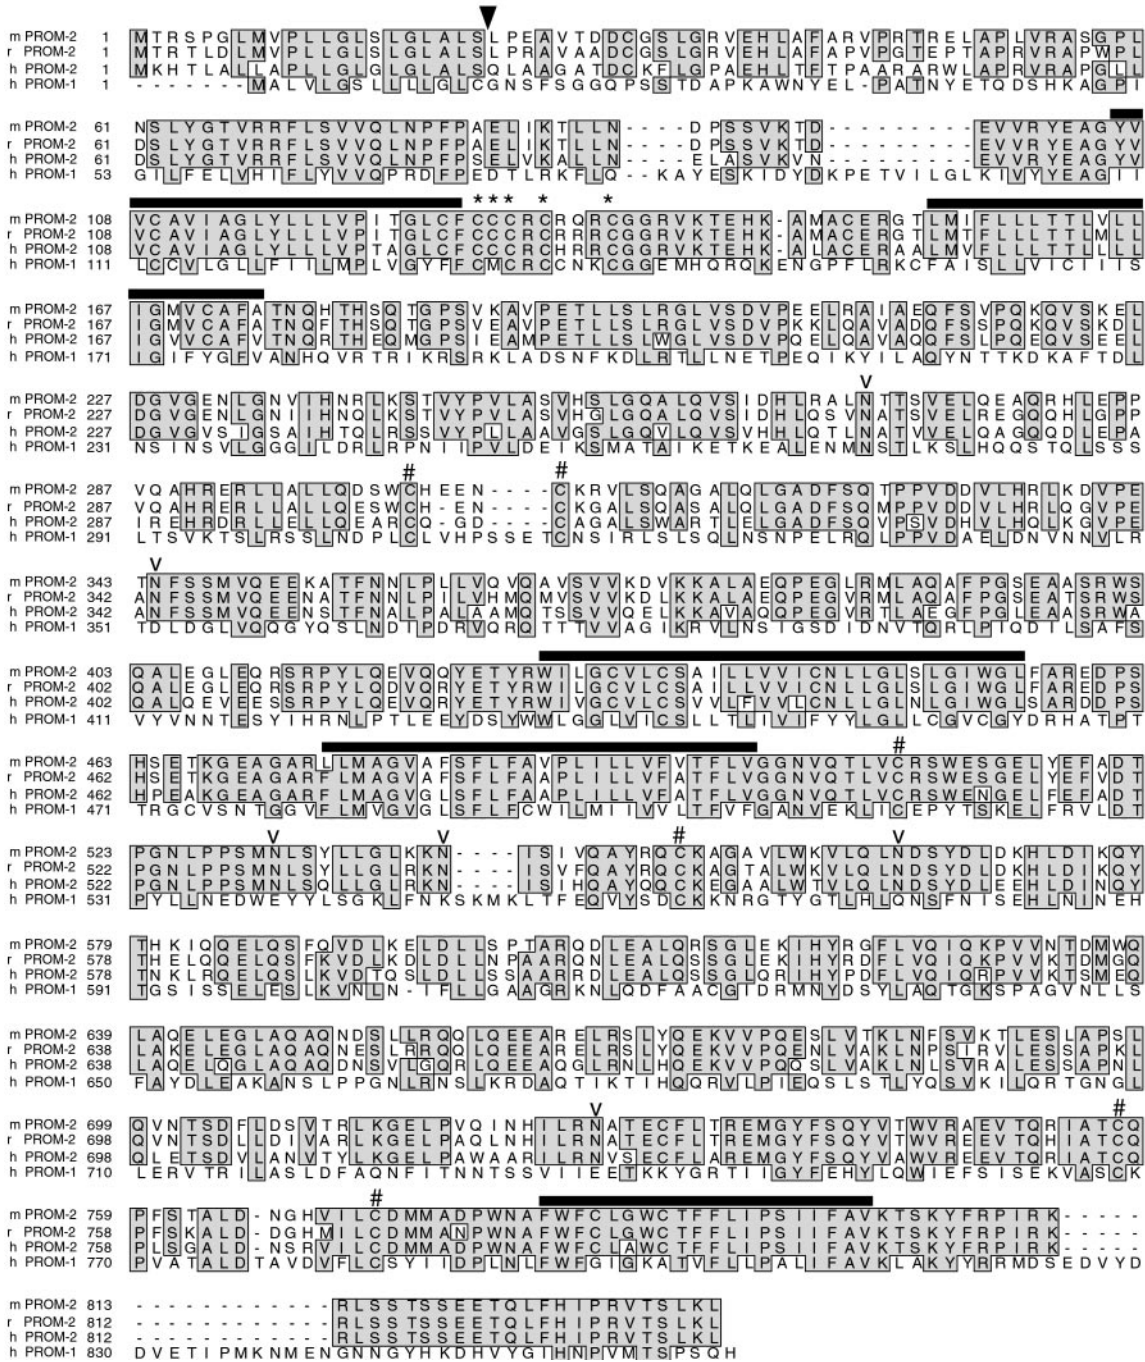 m PROM-2 1 MTRSPGLMVPLLGLSLGLALSLPEAVTDDCGSLGRVEHLAFARVPRTRELAPLVRASGPL
r PROM-2 1 MTRTLDLMVPLLGLSLGLALSLPRAVAADCGSLGRVEHLAFAPVGTEPTAPRVRAPWPL
h PROM-2 1 MKHTLALLAPLLGLGLGLALSQLAAGATDCKFLGPAEHLTFTPAARARWLAPRVRAPGLL
h PROM-1 1 -------MALVLGSLLLLGLCGNSFSGGQPSSTDAPKAWNYEL-PATNYETQDSHKAGPI
m PROM-2 61 NSLYGTVRRFLSVVQLNPFPAELIKTLLN----DPSSVKTD---------EVVRYEAGYV
r PROM-2 61 DSLYGTVRRFLSVVQLNPFPAELIKTLLN----DPSSVKTD---------EVVRYEAGYV
h PROM-2 61 DSLYGTVRRFLSVVQLNPFPSELVKALLN----ELASVKVN---------EVVRYEAGYV
h PROM-1 53 GILFELVHIFLYVVQPRDFPEDTLRKFLQ--KAYESKIDYDKPETVILGLKIVYYEAGII
* * * * *
m PROM-2 108 VCAVIAGLYLLLVPITGLCFCCCRCRQRCGGRVKTEHK-AMACERGTLMIFLLLTTLVLL
r PROM-2 108 VCAVIAGLYLLLVPITGLCFCCCRCRRRCGGRVKTEHK-AMACERGTLMTFLLLTTLMLL
h PROM-2 108 VCAVIAGLYLLLVPTAGLCFCCCRCHRRCGGRVKTEHK-ALACERAALMVFLLLTTLLLL
h PROM-1 111 LCCVLGLLFIILMPLVGYFFCMCRCCNKCGGEMHQRQKENGPFLRKCFAISLLVICIIIS
m PROM-2 167 IGMVCAFATNQHTHSQTGPSVKAVPETLLSLRGLVSDVPEELRAIAEQFSVPQKQVSKEL
r PROM-2 167 IGMVCAFATNQFTHSQTGPSVEAVPETLLSLRGLVSDVPKKLQAVADQFSSPQKQVSKDL
h PROM-2 167 IGVVCAFVTNQRTHEQMGPSIEAMPETLLSLWGLVSDVPQELQAVAQQFSLPQEQVSEEL
h PROM-1 171 IGIFYGFVANHQVRTRIKRSRKLADSNFKDLRTLLNETPEQIKYILAQYNTTKDKAFTDL
V
m PROM-2 227 DGVGENLGNVIHNRLKSTVYPVLASVHSLGQALQVSIDHLRALNTTSVELQEAQRHLEPP
r PROM-2 227 DGVGENLGNIIHNQLKSTVYPVLASVHGLGQALQVSIDHLQSVNATSVELREGQQHLGPP
h PROM-2 227 DGVGVSIGSAIHTQLRSSVYPLLAAVGSLGQVLQVSVHHLQTLNATVVELQAGQQDLEPA
h PROM-1 231 NSINSVLGGGILDRLRPNIIPVLDEIKSMATAIKETKEALENMNSTLKSLHQQSTQLSSS
# #
m PROM-2 287 VQAHRERLLALLQDSWCHEEN----CKRVLSQAGALQLGADFSQTPPVDDVLHRLKDVPE
r PROM-2 287 VQAHRERLLALLQESWCH-EN----CKGALSQASALQLGADFSQMPPVDDVLHRLQGVPE
h PROM-2 287 IREHRDRLLELLQEARCQ-GD----CAGALSWARTLELGADFSQVPSVDHVLHQLKGVPE
h PROM-1 291 LTSVKTSLRSSLNDPLCLVHPSSETCNSIRLSLSQLNSNPELRQLPPVDAELDNVNNVLR
V
m PROM-2 343 TNFSSMVQEEKATFNNLPLLVQVQAVSVVKDVKKALAEQPEGLRMLAQAFPGSEAASRWS
r PROM-2 342 ANFSSMVQEEKATFNNLPILVHMQMVSVVKDLKKALAEQPEGLRMLAQAFPGSEAASRWS
h PROM-2 342 ANFSSMVQEENSTFNALPALAAMQTSSVVQELKKAVAQQPEGVRTLAEGFPGLEAASRWA
h PROM-1 351 TDLDGLVQQGYQSLNDIPDRVQRQTTTVVAGIKRVLNSIGSDIDNVTQRLPIQDILSAFS
m PROM-2 403 QALEGLEQRSRPYLQEVQQYETYRWILGCVLCSAILLVVICNLLGLSLGIWGLFAREDPS
r PROM-2 402 QALEGLEQRSRPYLQDVQRYETYRWILGCVLCSAILLVVICNLLGLSLGIWGLFAREDPS
h PROM-2 402 QALQEVEESSRPYLQEVQRYETYRWIVGCVLCSVVLFVVLCNLLGLNLGIWGLSARDDPS
h PROM-1 411 VYVNNTESYIHRNLPTLEEYDSYWWLGGLVICSLLTLIVIFYYLGLLCGVCGYDRHATPT
#
m PROM-2 463 HSETKGEAGARLLMAGVAFSFLFAVPLILLVFVTFLVGGNVQTLVCRSWESGELYEFADT
r PROM-2 462 HSETKGEAGARFLMAGVAFSFLFAAPLILLVFATFLVGGNVQTLVCRSWESGELYEFADT
h PROM-2 462 HPEAKGEAGARFLMAGVGLSFLFAAPLILLVFATFLVGGNVQTLVCRSWENGELFEFADT
h PROM-1 471 TRGCVSNTGGVFLMVGVGLSFLFCWILMIIVVLTFVFGANVEKLICEPYTSKELFRVLDT
V V # V
m PROM-2 523 PGNLPPSMNLSYLLGLKKN----ISIVQAYRQCKAGAVLWKVLQLNDSYDLDKHLDIKQY
r PROM-2 522 PGNLPPSMNLSYLLGLRKN----ISVFQAYRQCKAGTALWKVLQLNDSYDLDKHLDIKQY
h PROM-2 522 PGNLPPSMNLSQLLGLRKN----ISIHQAYQQCKEGAALWTVLQLNDSYDLEEHLDINQY
h PROM-1 531 PYLLNEDWEYYLSGKLFNKSKMKLTFEQVYSDCKKNRGTYGTLHLQNSFNISEHLNINEH
m PROM-2 579 THKIQQELQSFQVDLKELDLLSPTARQDLEALQRSGLEKIHYRGFLVQIQKPVVNTDMWQ
r PROM-2 578 THELQQELQSFKVDLKDLDLLNPAARQDLEALQSSGLEKIHYPDFLVQIQKPVVNTDMGQ
h PROM-2 578 TNKLRQELQSLKVDTQSLDLLSSAARRDLEALQSSGLQRIHYPDFLVQIQRPVVKTSMEQ
h PROM-1 591 TGSISSELESLKVNLN-IFLLGAAGRKNLQDFAACGIDRMNYDSYLAQTGKSPAGVNLLS
m PROM-2 639 LAQELEGLAQAQNDSLLRQQLQEEARELRSLYQEKVVPQESLVTKLNFSVKTLESLAPSL
r PROM-2 638 LAKELEGLAQAQNESLRRQQLQEEARELRSLYQEKVVPQENLVAKLNPSIRVLESSAPKL
h PROM-2 638 LAQELQGLAQAQDNSVLGQRLQEEAQGLRNLHQEKVVPQQSLVAKLNLSVRALESSAPNL
h PROM-1 650 FAYDLEAKANSLPPGNLRNSLKRDAQTIKTIHQQRVLPIEQSLSTLYQSVKILQRTGNGL
V #
m PROM-2 699 QVNTSDFLDSVTRLKGELPVQINHILRNATECFLTREMGYFSQYVTWVRAEVTQRIATCQ
r PROM-2 698 QVNTSDLLDIVARLKGELPAQLNHILRNATECFLTREMGYFSQYVTWVREEVTQHIATCQ
h PROM-2 698 QLETSDVLANVTYLKGELPAWAARILRNVSECFLAREMGYFSQYVAWVREEVTQRIATCQ
h PROM-1 710 LERVTRILASLDFAQNFITNNTSSVIIEETKKYGRTIIGYFEHYLQWIEFSISEKVASCK
#
m PROM-2 759 PFSTALD-NGHVILCDMMADPWNAFWFCLGWCTFFLIPSIIFAVKTSKYFRPIRK-----
r PROM-2 758 PFSKALD-DGHMILCDMMANPWNAFWFCLGWCTFFLIPSIIFAVKTSKYFRPIRK-----
h PROM-2 758 PLSGALD-NSRVILCDMMADPWNAFWFCLAWCTFFLIPSIIFAVKTSKYFRPIRK-----
h PROM-1 770 PVATALDTAVDVFLCSYIIDPLNLFWFGIGKATVFLLPALIFAVKLAKYYRRMDSEDVYD
m PROM-2 813 ------------RLSSTSSEETQLFHIPRVTSLKL
r PROM-2 812 ------------RLSSTSSEETQLFHIPRVTSLKL
h PROM-2 812 ------------RLSSTSSEETQLFHIPRVTSLKL
h PROM-1 830 DVETIPMKNMENGNNGYHKDHVYGIHNPVMTSPSQH